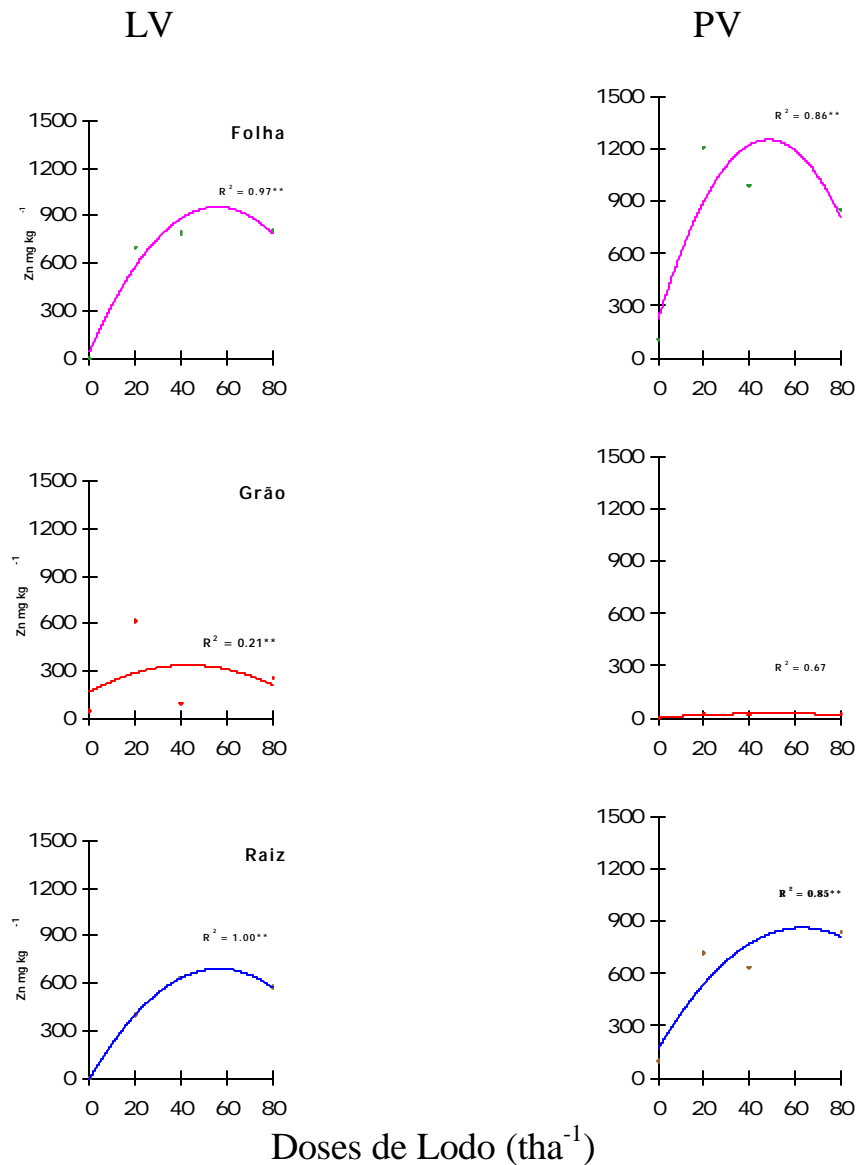 LV
PV
1500
1200
900
600
300
0
Zn mg kg -1
Folha
R² = 0.97**
0 20 40 60 80
1500
1200
900
600
300
0
R² = 0.86**
0 20 40 60 80
1500
1200
900
600
300
0
Zn mg kg -1
Grão
R² = 0.21**
0 20 40 60 80
1500
1200
900
600
300
0
R² = 0.67
0 20 40 60 80
1500
1200
900
600
300
0
Zn mg kg -1
Raiz
R² = 1.00**
0 20 40 60 80
1500
1200
900
600
300
0
R² = 0.85**
0 20 40 60 80
Doses de Lodo (tha⁻¹)